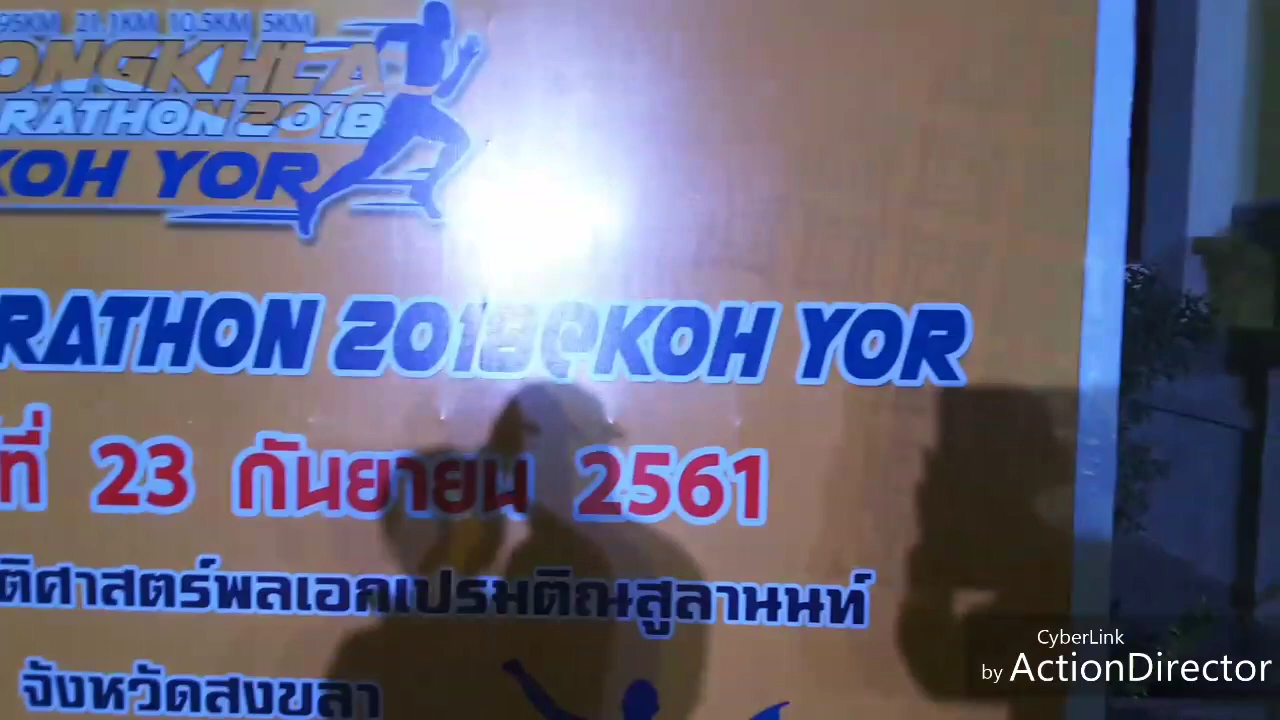 95KM 21.1KM 10.5KM 5KM
ONGKHLA
RATHON 2018
KOH YOR
RATHON 2018@KOH YOR
ที่ 23 กันยายน 2561
ติศาสตร์พลเอกเปรมติณสูลานนท์
จังหวัดสงขลา
CyberLink
by ActionDirector